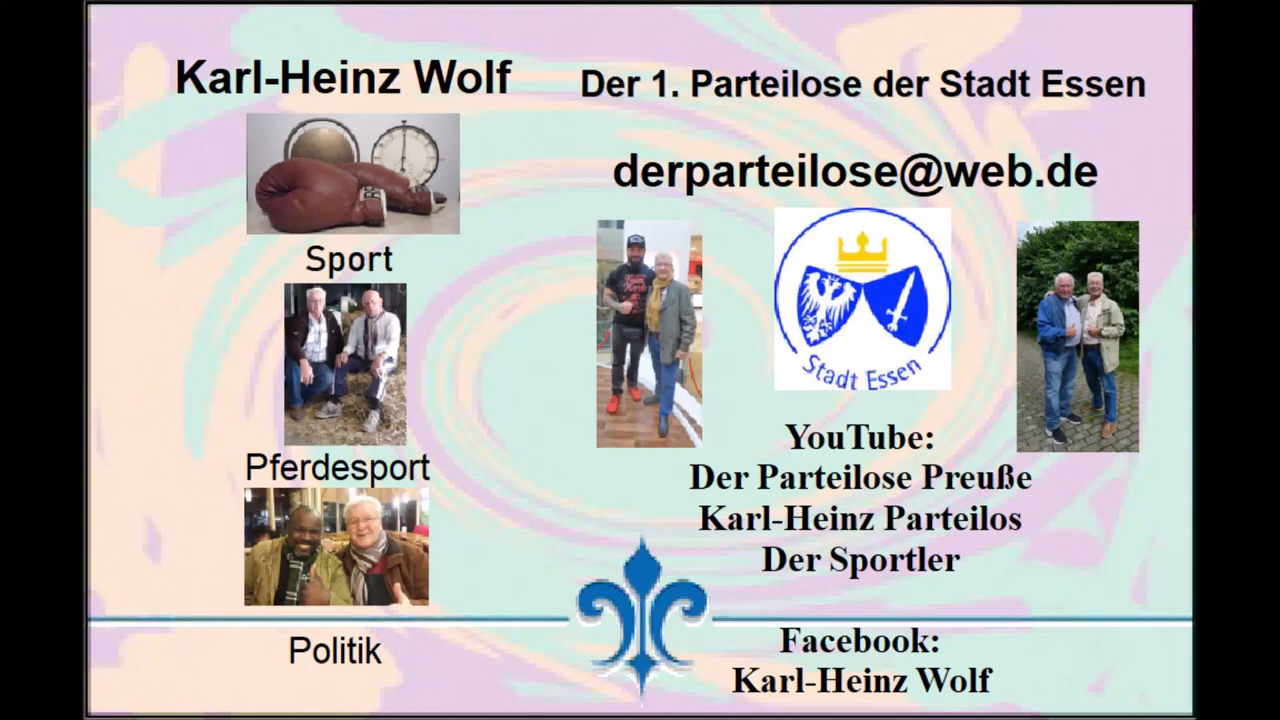 Karl-Heinz Wolf
Der 1. Parteilose der Stadt Essen
derparteilose@web.de
Sport
Pferdesport
Politik
Stadt Essen
YouTube:
Der Parteilose Preuße
Karl-Heinz Parteilos
Der Sportler
Facebook:
Karl-Heinz Wolf